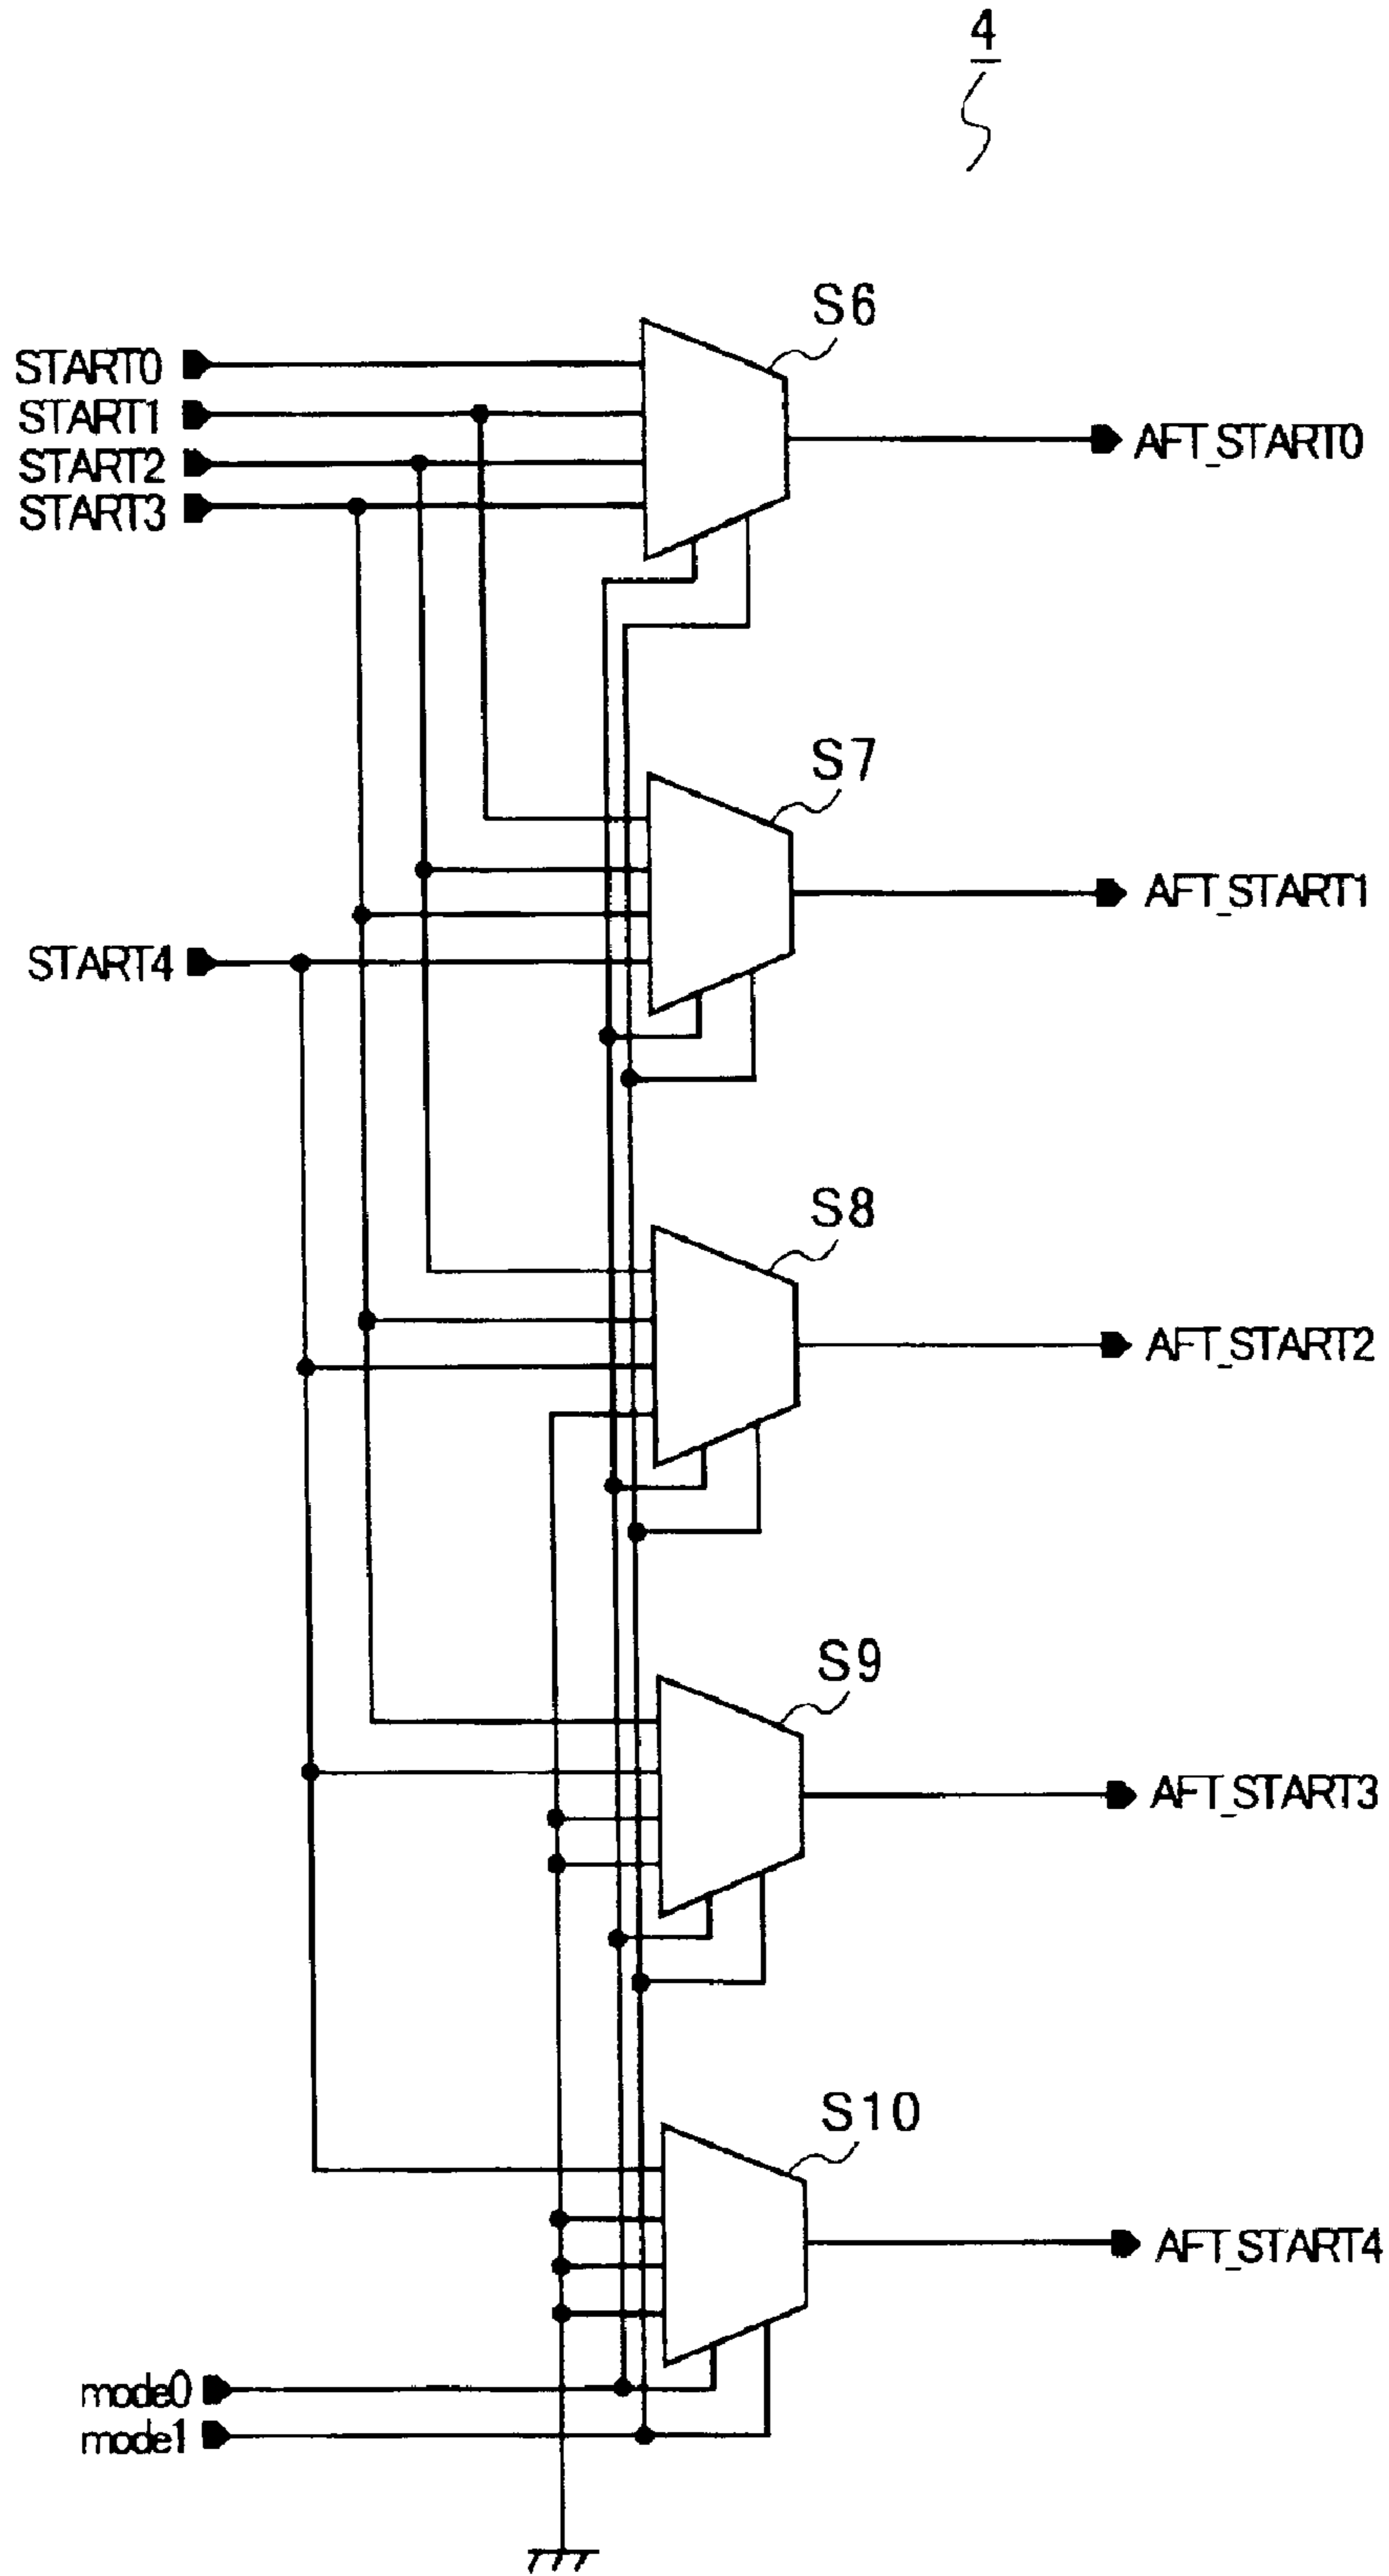 4
S6
START0
START1
START2
START3
AFT_START0
S7
AFT_START1
START4
S8
AFT_START2
S9
AFT_START3
S10
AFT_START4
mode0
mode1